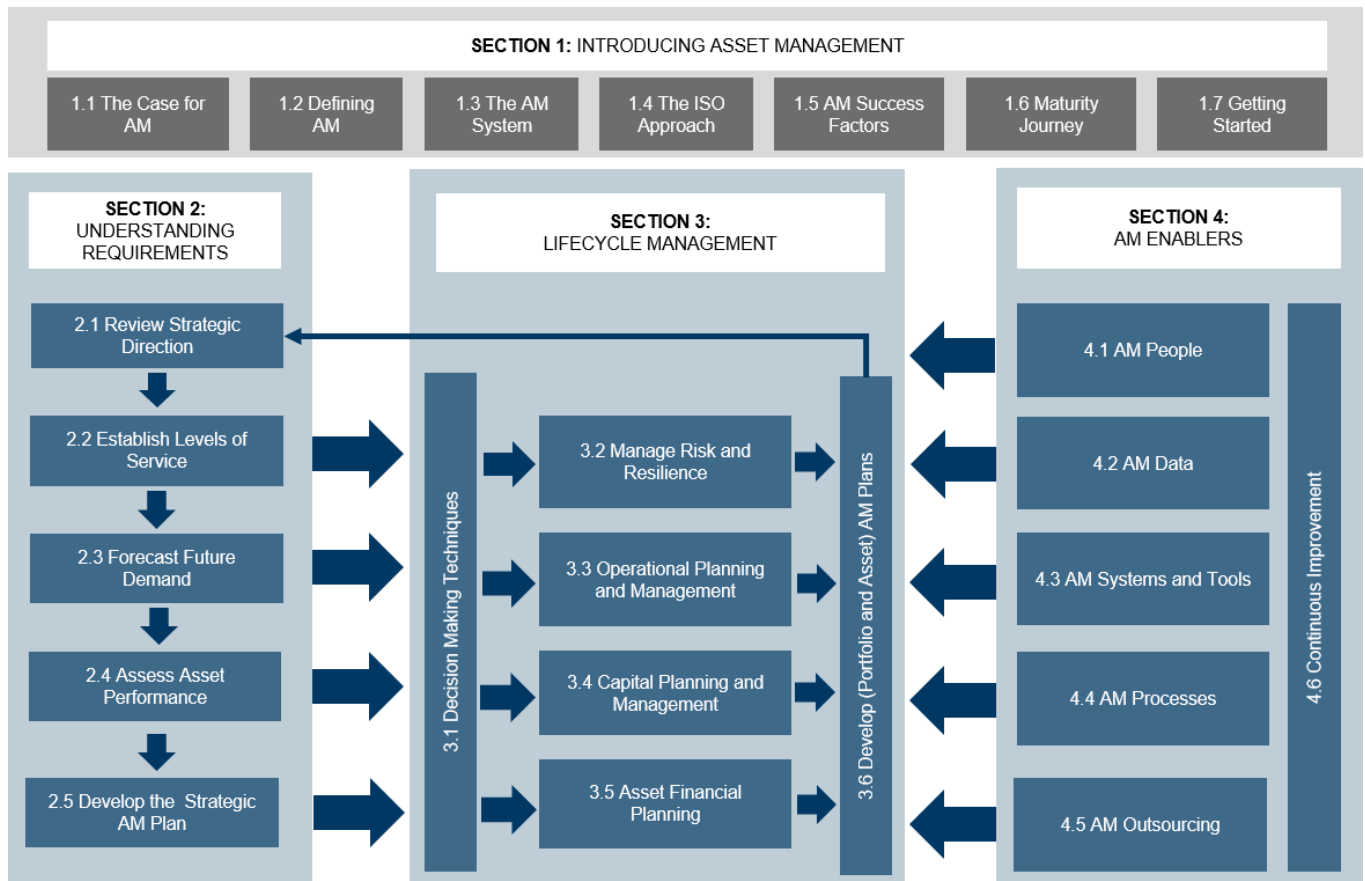 SECTION 1: INTRODUCING ASSET MANAGEMENT
1.1 The Case for
AM
1.2 Defining
AM
1.3 The AM
System
1.4 The ISO
Approach
1.5 AM Success
Factors
1.6 Maturity
Journey
1.7 Getting
Started
SECTION 2:
UNDERSTANDING
REQUIREMENTS
2.1 Review Strategic
Direction
2.2 Establish Levels of
Service
2.3 Forecast Future
Demand
2.4 Assess Asset
Performance
2.5 Develop the  Strategic
AM Plan
SECTION 3:
LIFECYCLE MANAGEMENT
3.1 Decision Making Techniques
3.2 Manage Risk and
Resilience
3.3 Operational Planning
and Management
3.4 Capital Planning and
Management
3.5 Asset Financial
Planning
3.6 Develop (Portfolio and Asset) AM Plans
SECTION 4:
AM ENABLERS
4.1 AM People
4.2 AM Data
4.3 AM Systems and Tools
4.4 AM Processes
4.5 AM Outsourcing
4.6 Continuous Improvement